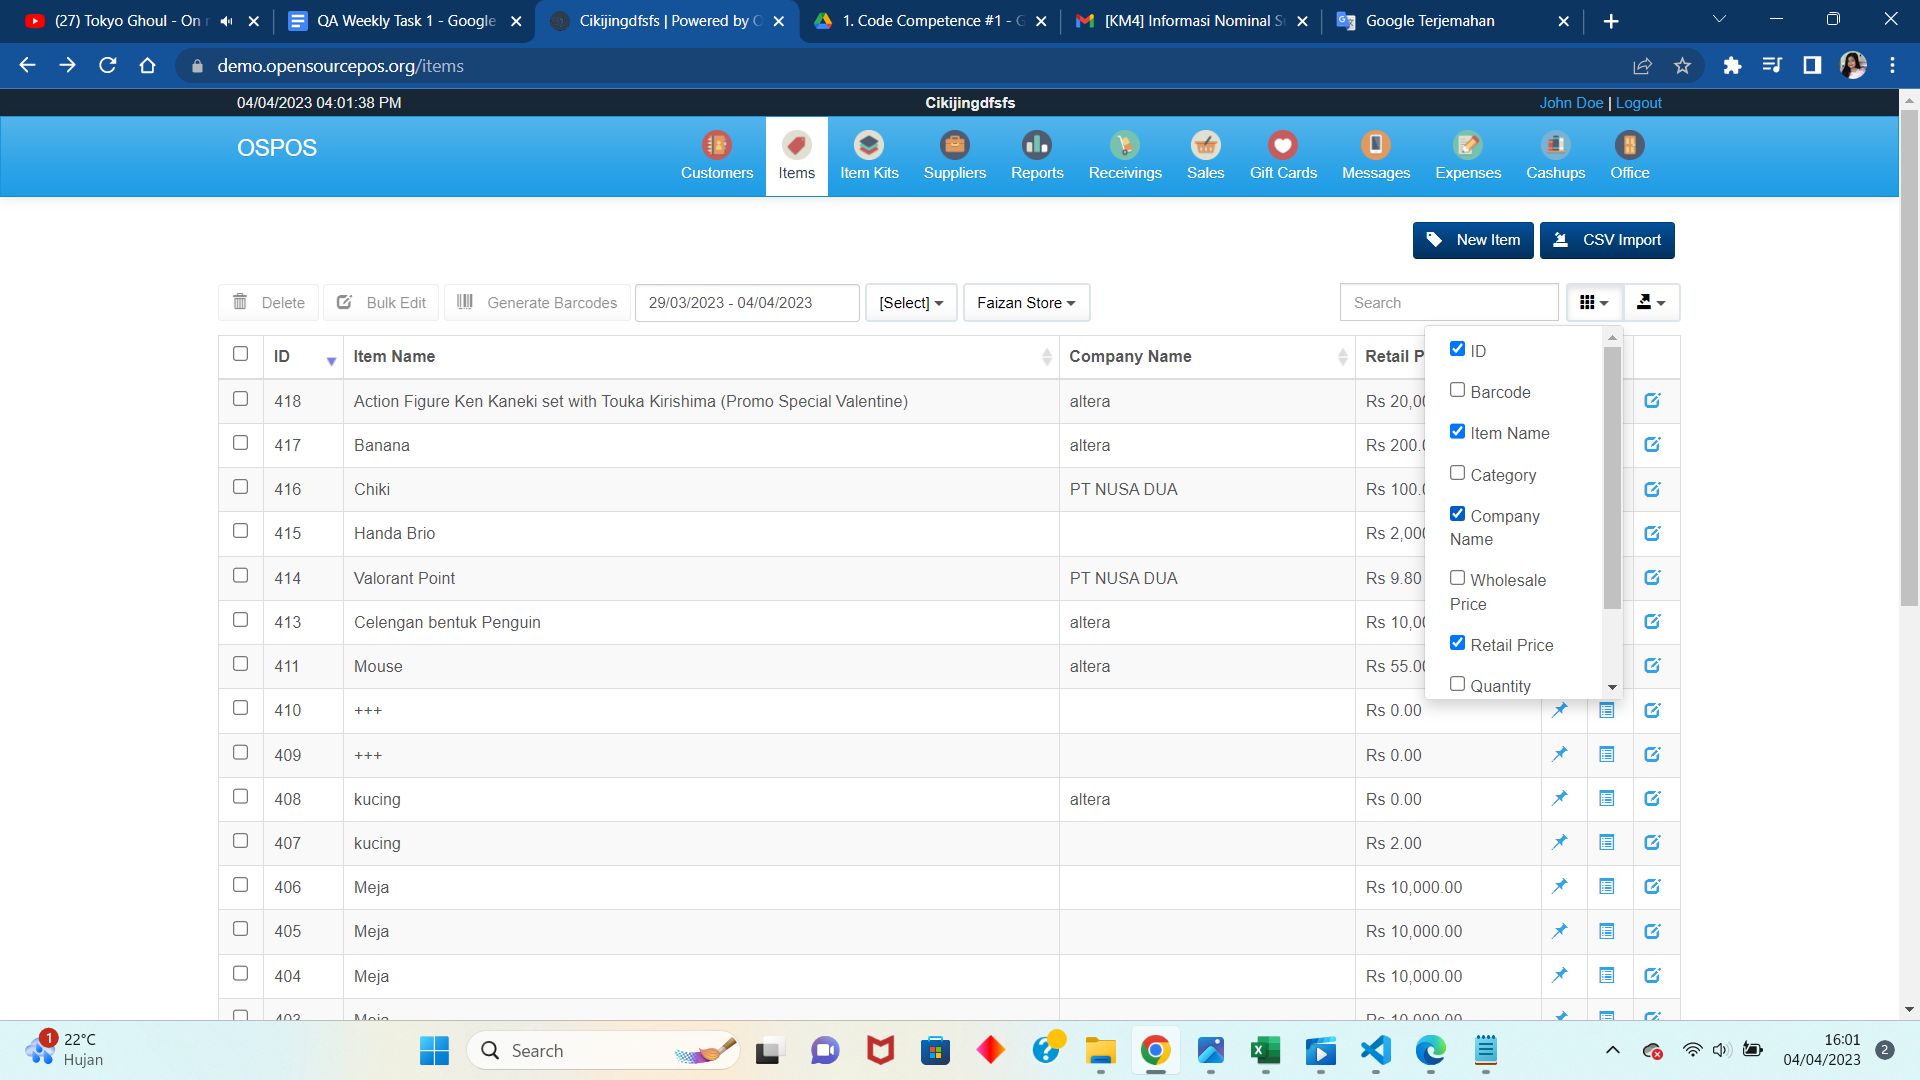 (27) Tokyo Ghoul - On
QA Weekly Task 1 - Google
Cikijingdfsfs | Powered by O
1. Code Competence #1 - G
[KM4] Informasi Nominal S
Google Terjemahan
demo.opensourcepos.org/items
04/04/2023 04:01:38 PM
Cikijingdfsfs
John Doe | Logout
OSPOS
Customers
Items
Item Kits
Suppliers
Reports
Receivings
Sales
Gift Cards
Messages
Expenses
Cashups
Office
New Item
CSV Import
Delete
Bulk Edit
Generate Barcodes
29/03/2023 - 04/04/2023
[Select]
Faizan Store
Search
ID Item Name Company Name Retail P
418 Action Figure Ken Kaneki set with Touka Kirishima (Promo Special Valentine) altera Rs 20,00
417 Banana altera Rs 200.0
416 Chiki PT NUSA DUA Rs 100.0
415 Handa Brio Rs 2,000
414 Valorant Point PT NUSA DUA Rs 9.80
413 Celengan bentuk Penguin altera Rs 10,00
411 Mouse altera Rs 55.00
410 +++ Rs 0.00
409 +++ Rs 0.00
408 kucing altera Rs 0.00
407 kucing Rs 2.00
406 Meja Rs 10,000.00
405 Meja Rs 10,000.00
404 Meja Rs 10,000.00
403 Meja Rs 10,000.00
ID
Barcode
Item Name
Category
Company
Name
Wholesale
Price
Retail Price
Quantity
1
22°C
Hujan
Search
16:01
04/04/2023
2